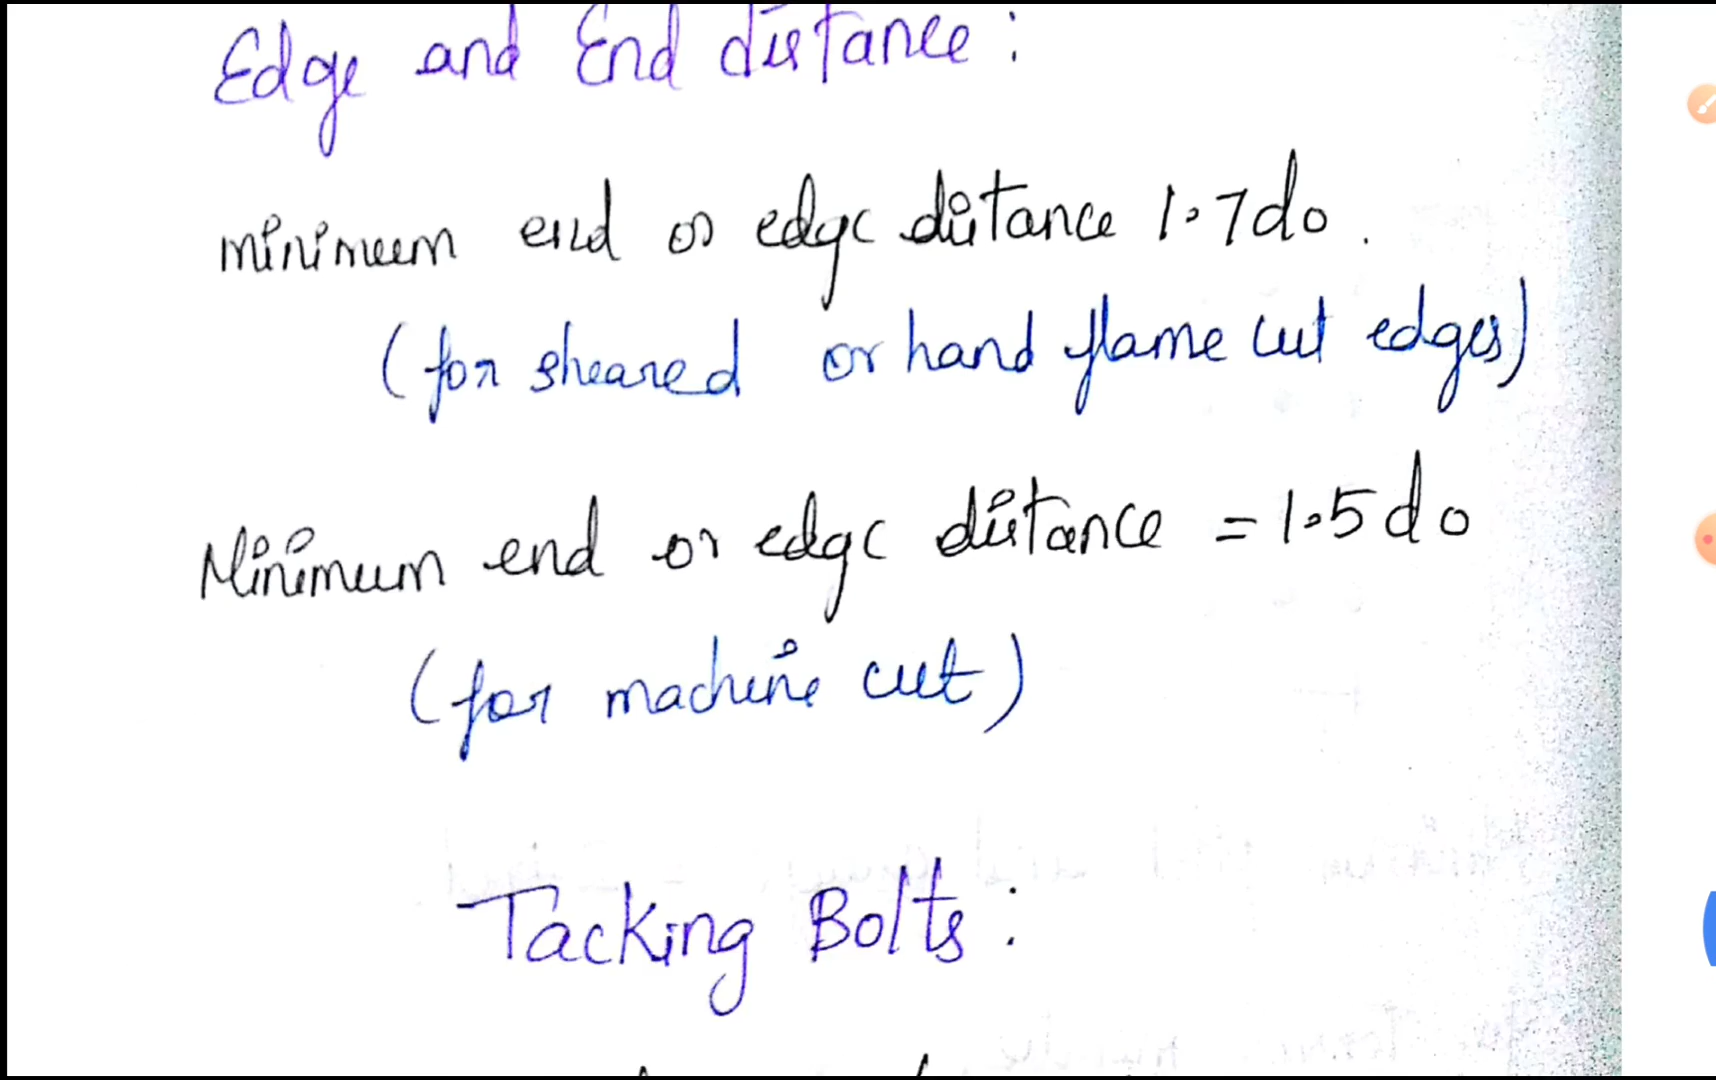 Edge and End distance :
Minimum end or edge distance 1.7do.
(for sheared or hand flame cut edges)
Minimum end or edge distance = 1.5do
(for machine cut)
Tacking Bolts :